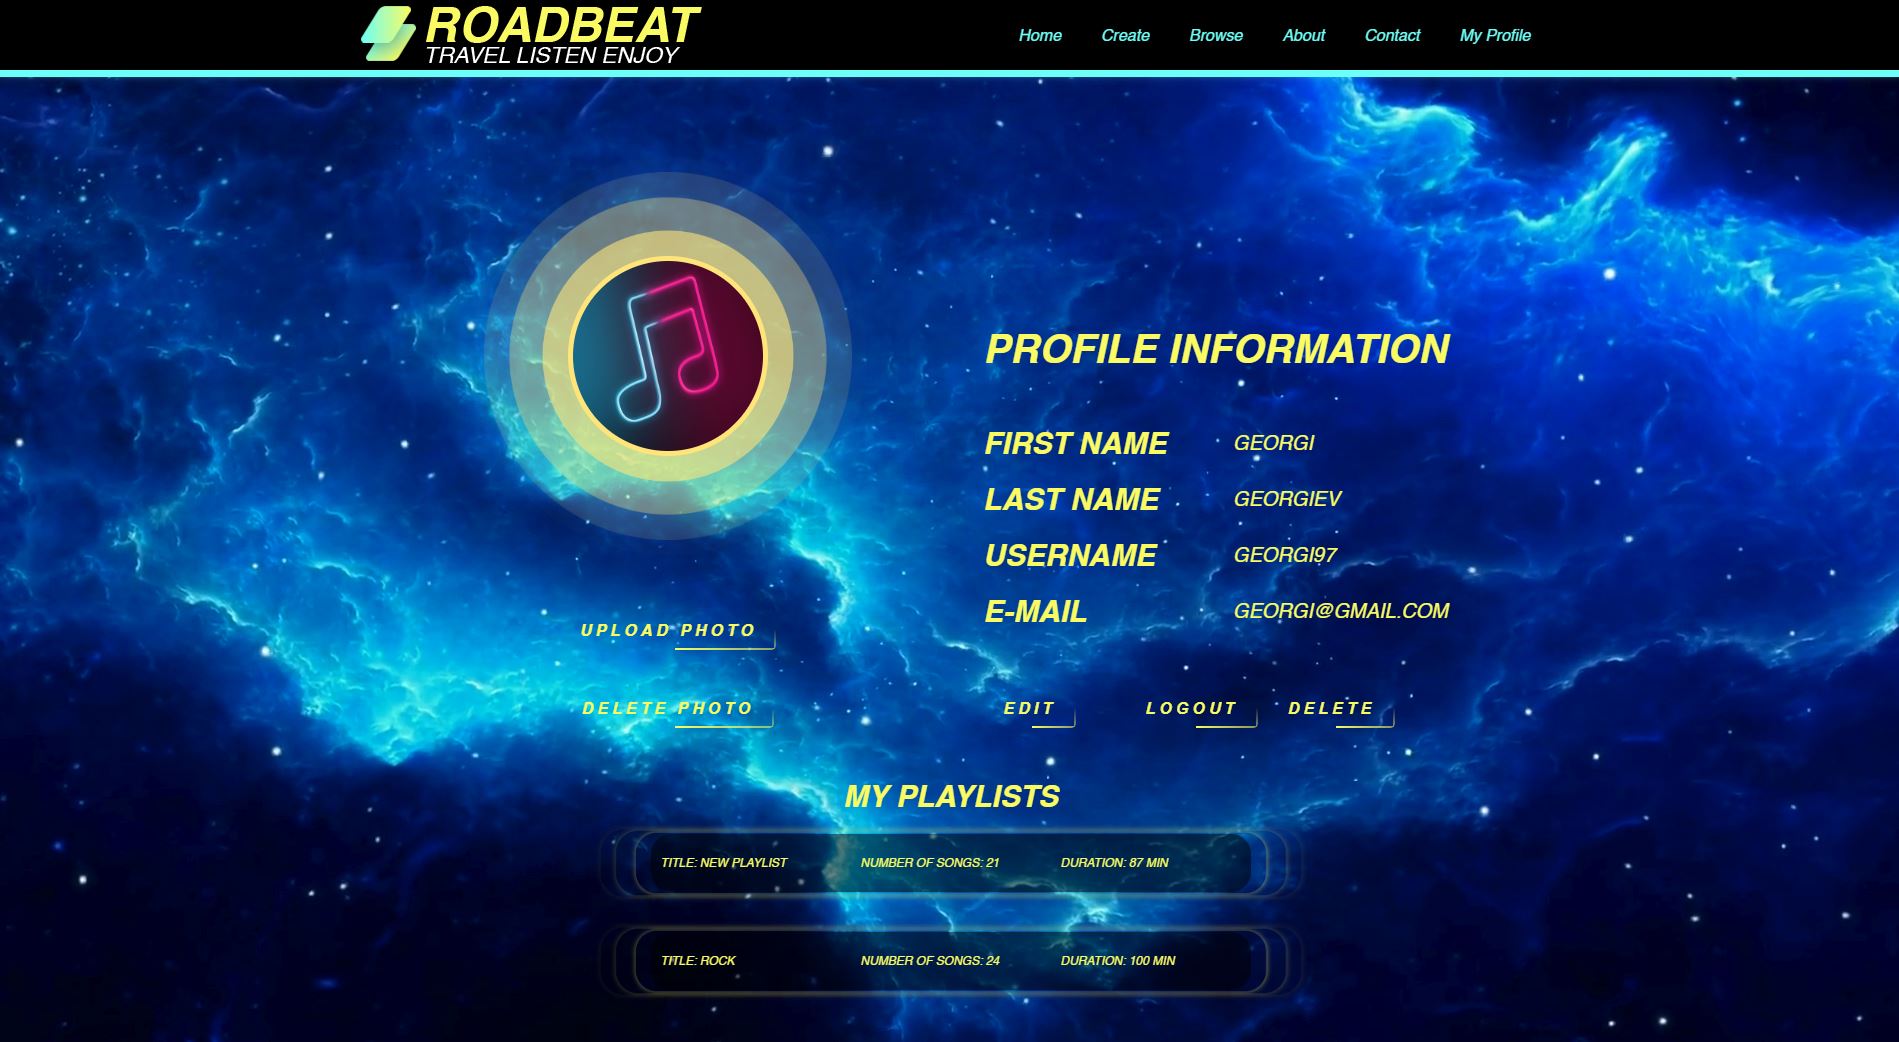 ROADBEAT
TRAVEL LISTEN ENJOY
Home Create Browse About Contact My Profile
PROFILE INFORMATION
FIRST NAME GEORGI
LAST NAME GEORGIEV
USERNAME GEORGI97
E-MAIL GEORGI@GMAIL.COM
UPLOAD PHOTO
DELETE PHOTO
EDIT LOGOUT DELETE
MY PLAYLISTS
TITLE: NEW PLAYLIST NUMBER OF SONGS: 21 DURATION: 87 MIN
TITLE: ROCK NUMBER OF SONGS: 24 DURATION: 100 MIN